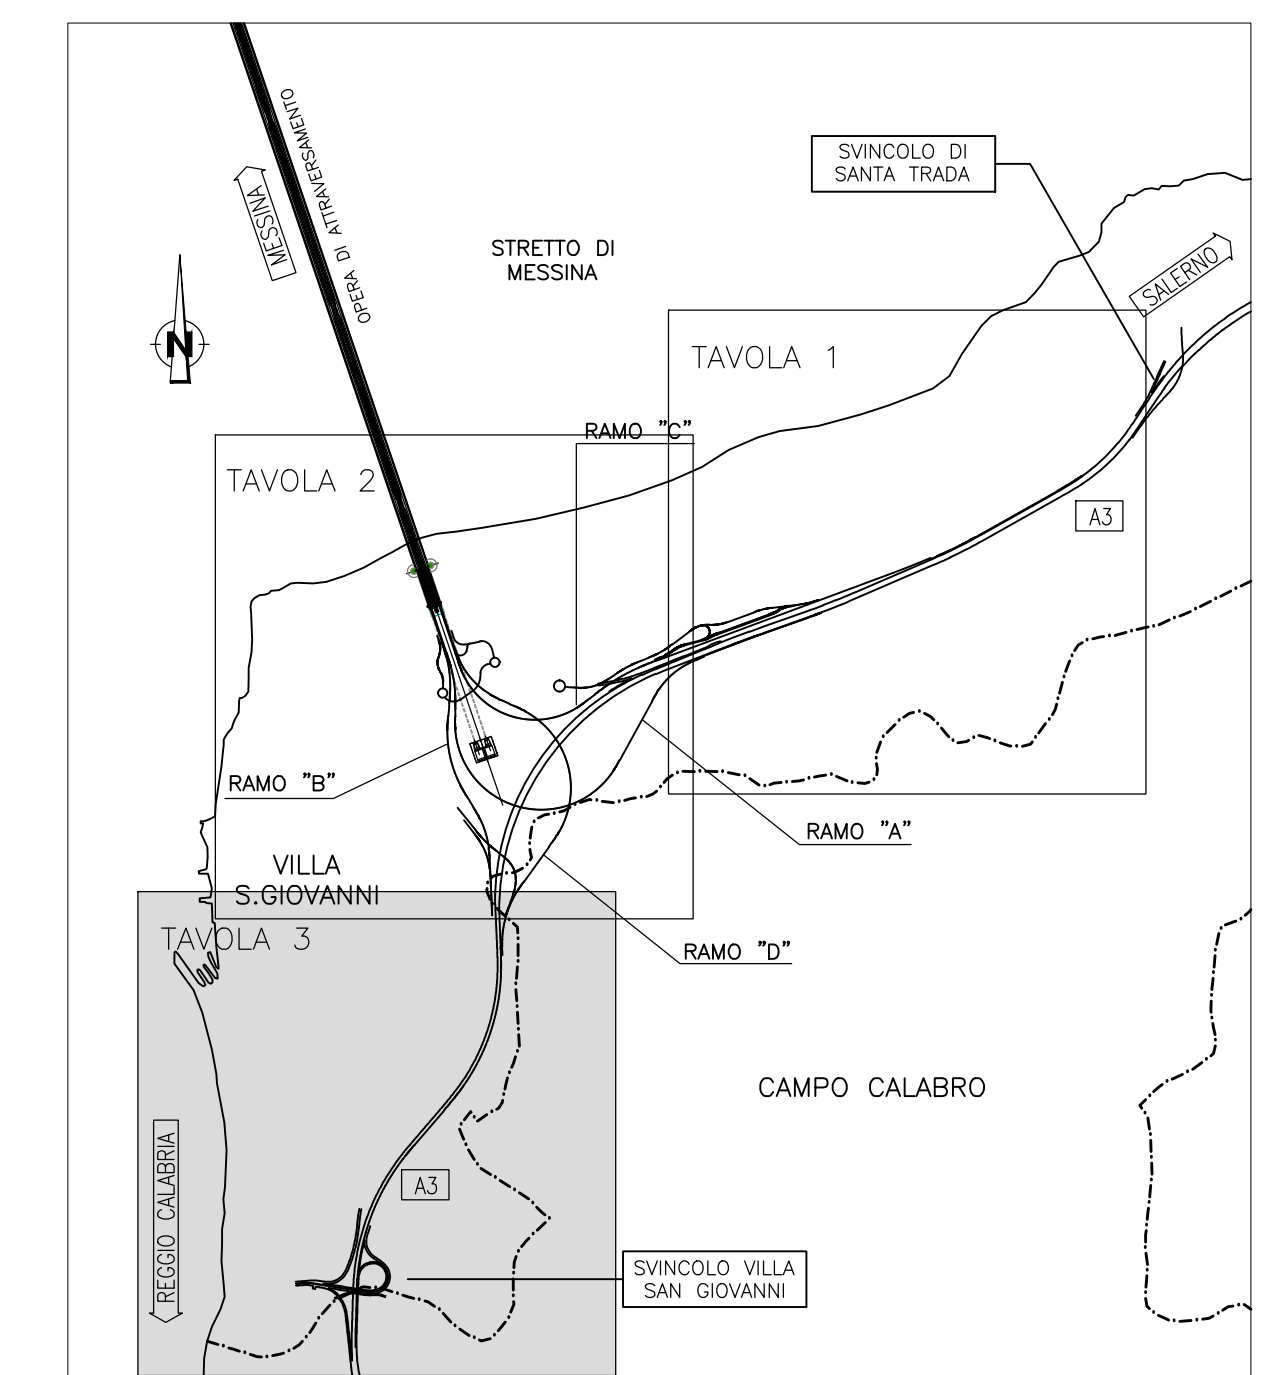 OPERA DI ATTRAVERSAMENTO
MESSINA
SVINCOLO DI
SANTA TRADA
STRETTO DI
MESSINA
SALERNO
N
TAVOLA 1
RAMO "C"
TAVOLA 2
A3
RAMO "B"
RAMO "A"
VILLA
S.GIOVANNI
TAVOLA 3
RAMO "D"
CAMPO CALABRO
REGGIO CALABRIA
A3
SVINCOLO VILLA
SAN GIOVANNI